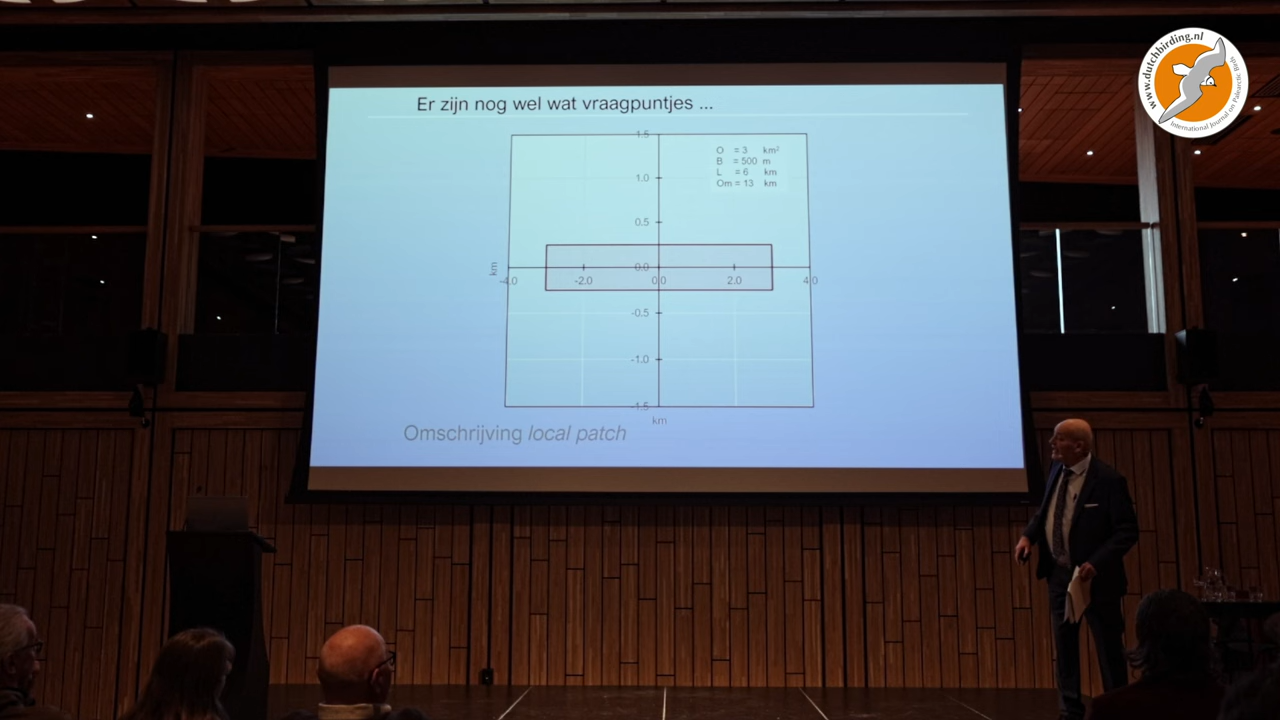 Er zijn nog wel wat vraagpuntjes ...
1.5
O = 3 km²
B = 500 m
L = 6 km
Om = 13 km
1.0
0.5
km
0.0
-4.0 -2.0 0.0 2.0 4.0
-0.5
-1.0
-1.5
km
Omschrijving local patch
www.dutchbirding.nl
International Journal on Palearctic Birds